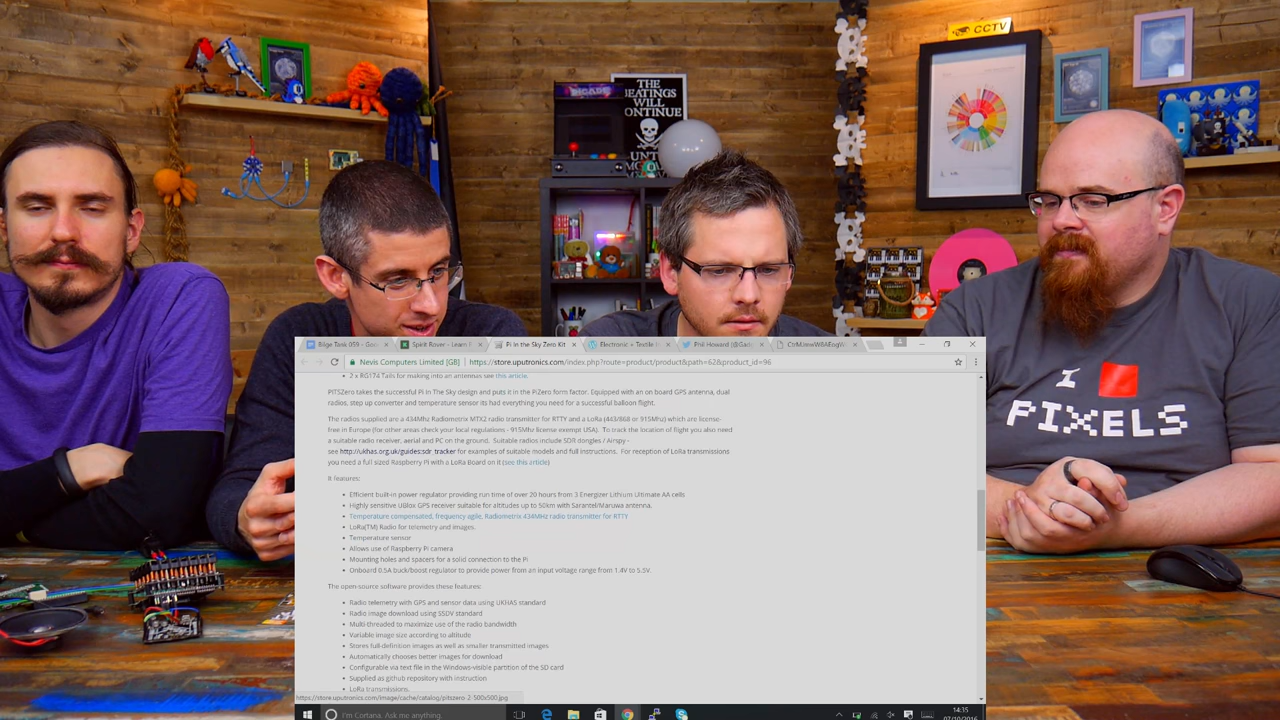 CCTV
ARCADE
THE
BEATINGS
WILL
CONTINUE
UNT
I
PIXELS
Bilge Tank 059 - Goo
Spirit Rover - Learn R
Pi In the Sky Zero Kit
Electronic + Textile I
Phil Howard (@Gad
CtrMJzewW8AEogW
Nevis Computers Limited [GB]
https://store.uputronics.com/index.php?route=product/product&path=62&product_id=96
2 x RG174 Tails for making into an antennas see this article.
PITSZero takes the successful Pi In The Sky design and puts it in the PiZero form factor. Equipped with an on board GPS antenna, dual
radios, step up converter and temperature sensor its had everything you need for a successful balloon flight.
The radios supplied are a 434Mhz Radiometrix MTX2 radio transmitter for RTTY and a LoRa (443/868 or 915Mhz) which are license-
free in Europe (for other areas check your local regulations - 915Mhz license exempt USA). To track the location of flight you also need
a suitable radio receiver, aerial and PC on the ground. Suitable radios include SDR dongles / Airspy -
see http://ukhas.org.uk/guides:sdr_tracker for examples of suitable models and full instructions. For reception of LoRa transmissions
you need a full sized Raspberry Pi with a LoRa Board on it (see this article)
It features:
Efficient built-in power regulator providing run time of over 20 hours from 3 Energizer Lithium Ultimate AA cells
Highly sensitive UBlox GPS receiver suitable for altitudes up to 50km with Sarantel/Maruwa antenna.
Temperature compensated, frequency agile, Radiometrix 434MHz radio transmitter for RTTY
LoRa(TM) Radio for telemetry and images.
Temperature sensor
Allows use of Raspberry Pi camera
Mounting holes and spacers for a solid connection to the Pi
Onboard 0.5A buck/boost regulator to provide power from an input voltage range from 1.4V to 5.5V.
The open-source software provides these features:
Radio telemetry with GPS and sensor data using UKHAS standard
Radio image download using SSDV standard
Multi-threaded to maximize use of the radio bandwidth
Variable image size according to altitude
Stores full-definition images as well as smaller transmitted images
Automatically chooses better images for download
Configurable via text file in the Windows-visible partition of the SD card
Supplied as github repository with instruction
LoRa transmissions.
https://store.uputronics.com/image/cache/catalog/pitszero-2-500x500.jpg
I'm Cortana. Ask me anything.
14:35
07/10/2016